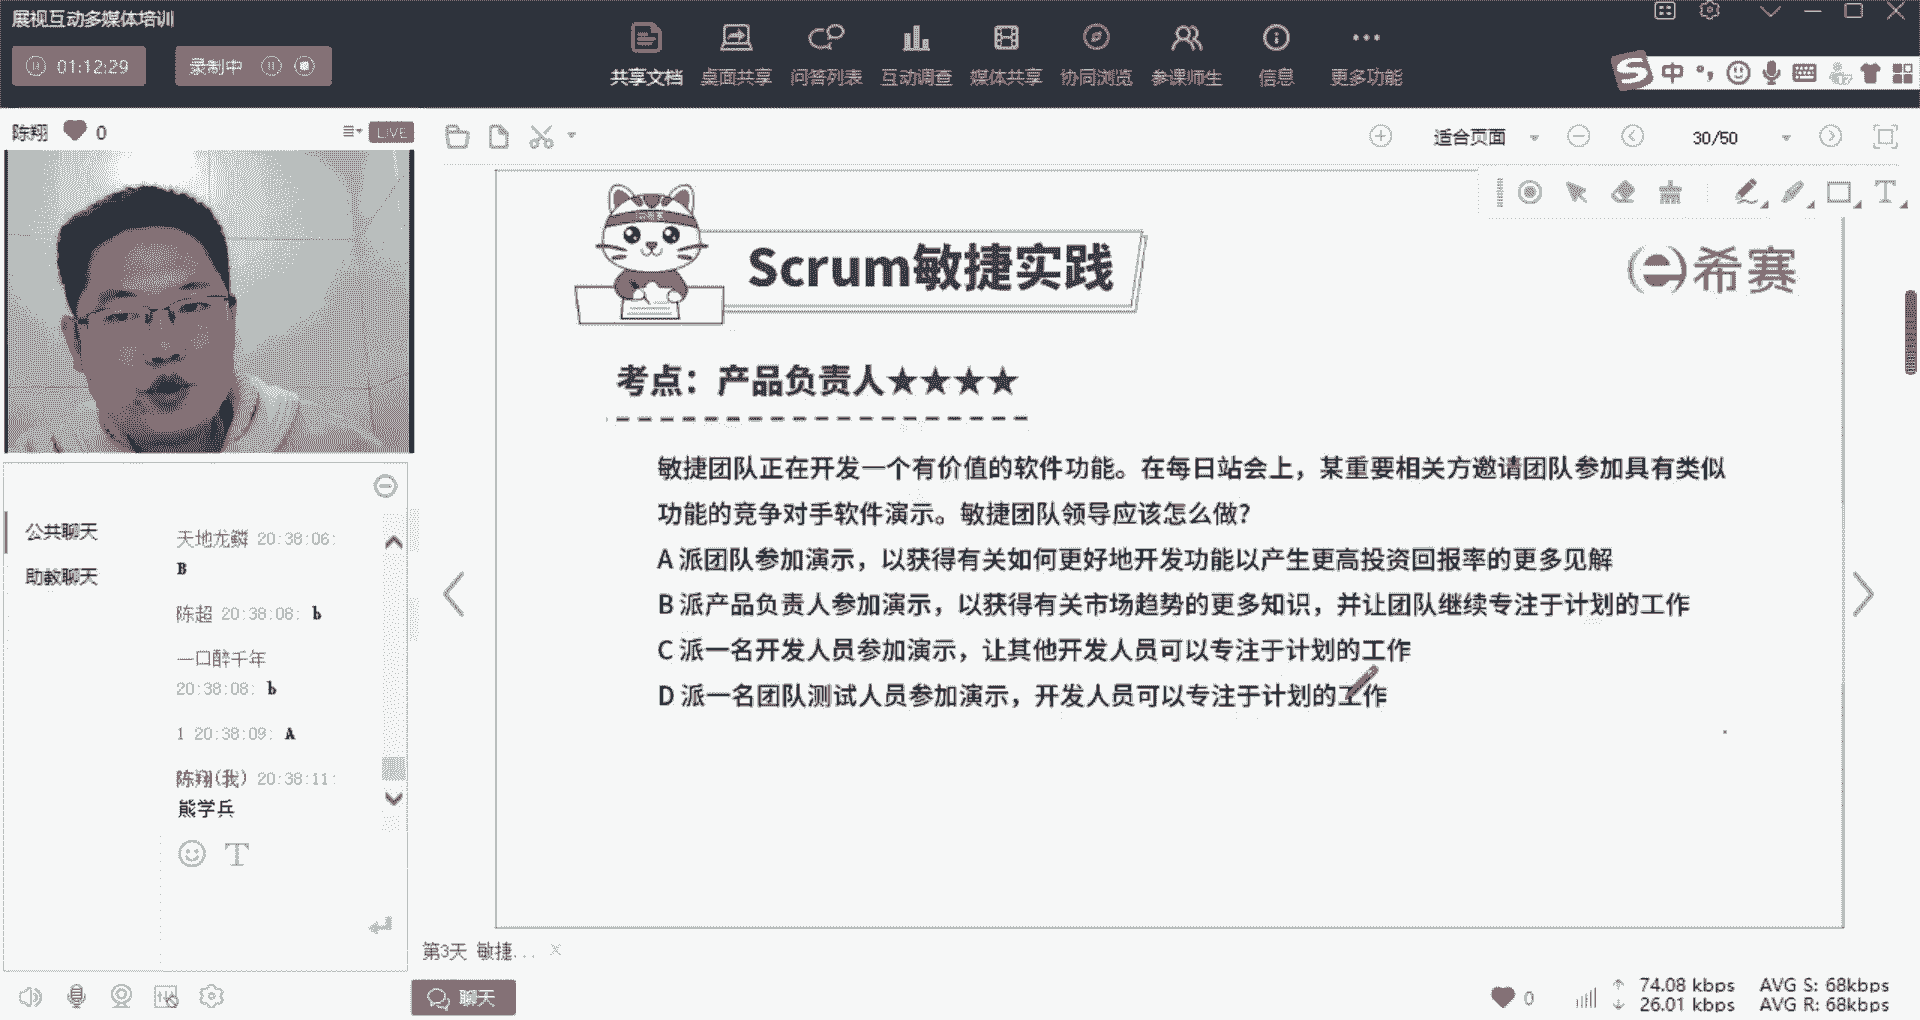 展视互动多媒体培训
01:12:29
录制中
共享文档 桌面共享 问答列表 互动调查 媒体共享 协同浏览 参课师生 信息 更多功能
中
陈翔 0
LIVE
适合页面
30/50
Scrum敏捷实践
希赛
考点：产品负责人★★★★
敏捷团队正在开发一个有价值的软件功能。在每日站会上，某重要相关方邀请团队参加具有类似
功能的竞争对手软件演示。敏捷团队领导应该怎么做?
A 派团队参加演示，以获得有关如何更好地开发功能以产生更高投资回报率的更多见解
B 派产品负责人参加演示，以获得有关市场趋势的更多知识，并让团队继续专注于计划的工作
C 派一名开发人员参加演示，让其他开发人员可以专注于计划的工作
D 派一名团队测试人员参加演示，开发人员可以专注于计划的工作
公共聊天
助教聊天
天地龙鳞 20:38:06:
B
陈超 20:38:08: b
一口醉千年
20:38:08: b
1 20:38:09: A
陈翔(我) 20:38:11:
熊学兵
第3天 敏捷...
聊天
0
74.08 kbps AVG S: 68kbps
26.01 kbps AVG R: 68kbps